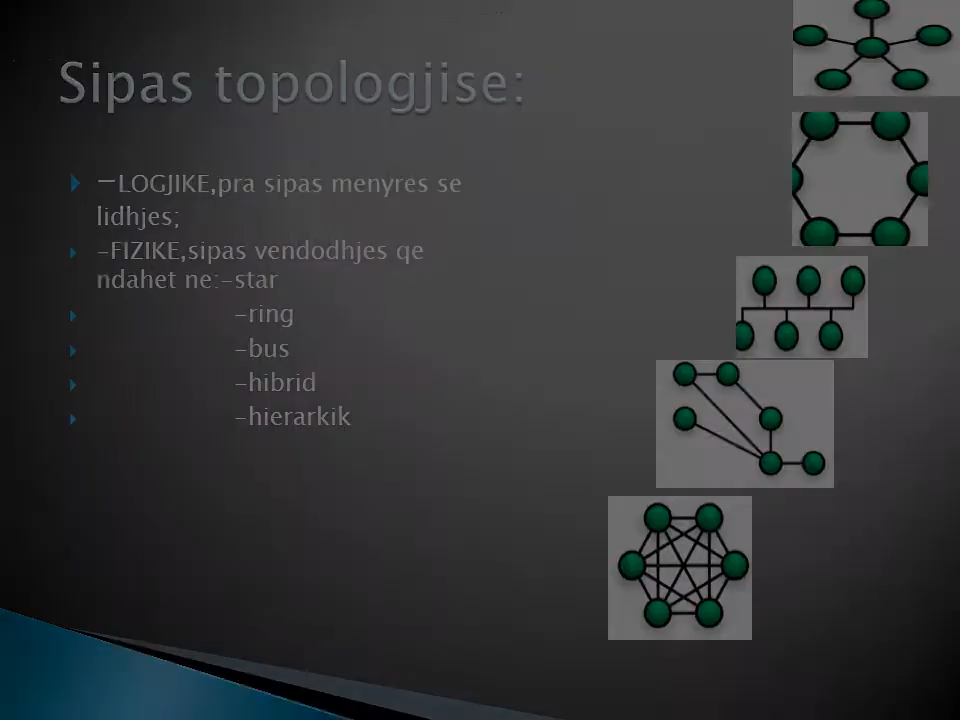 Sipas topologjise:
-LOGJIKE,pra sipas menyres se
lidhjes;
-FIZIKE,sipas vendodhjes qe
ndahet ne:-star
-ring
-bus
-hibrid
-hierarkik